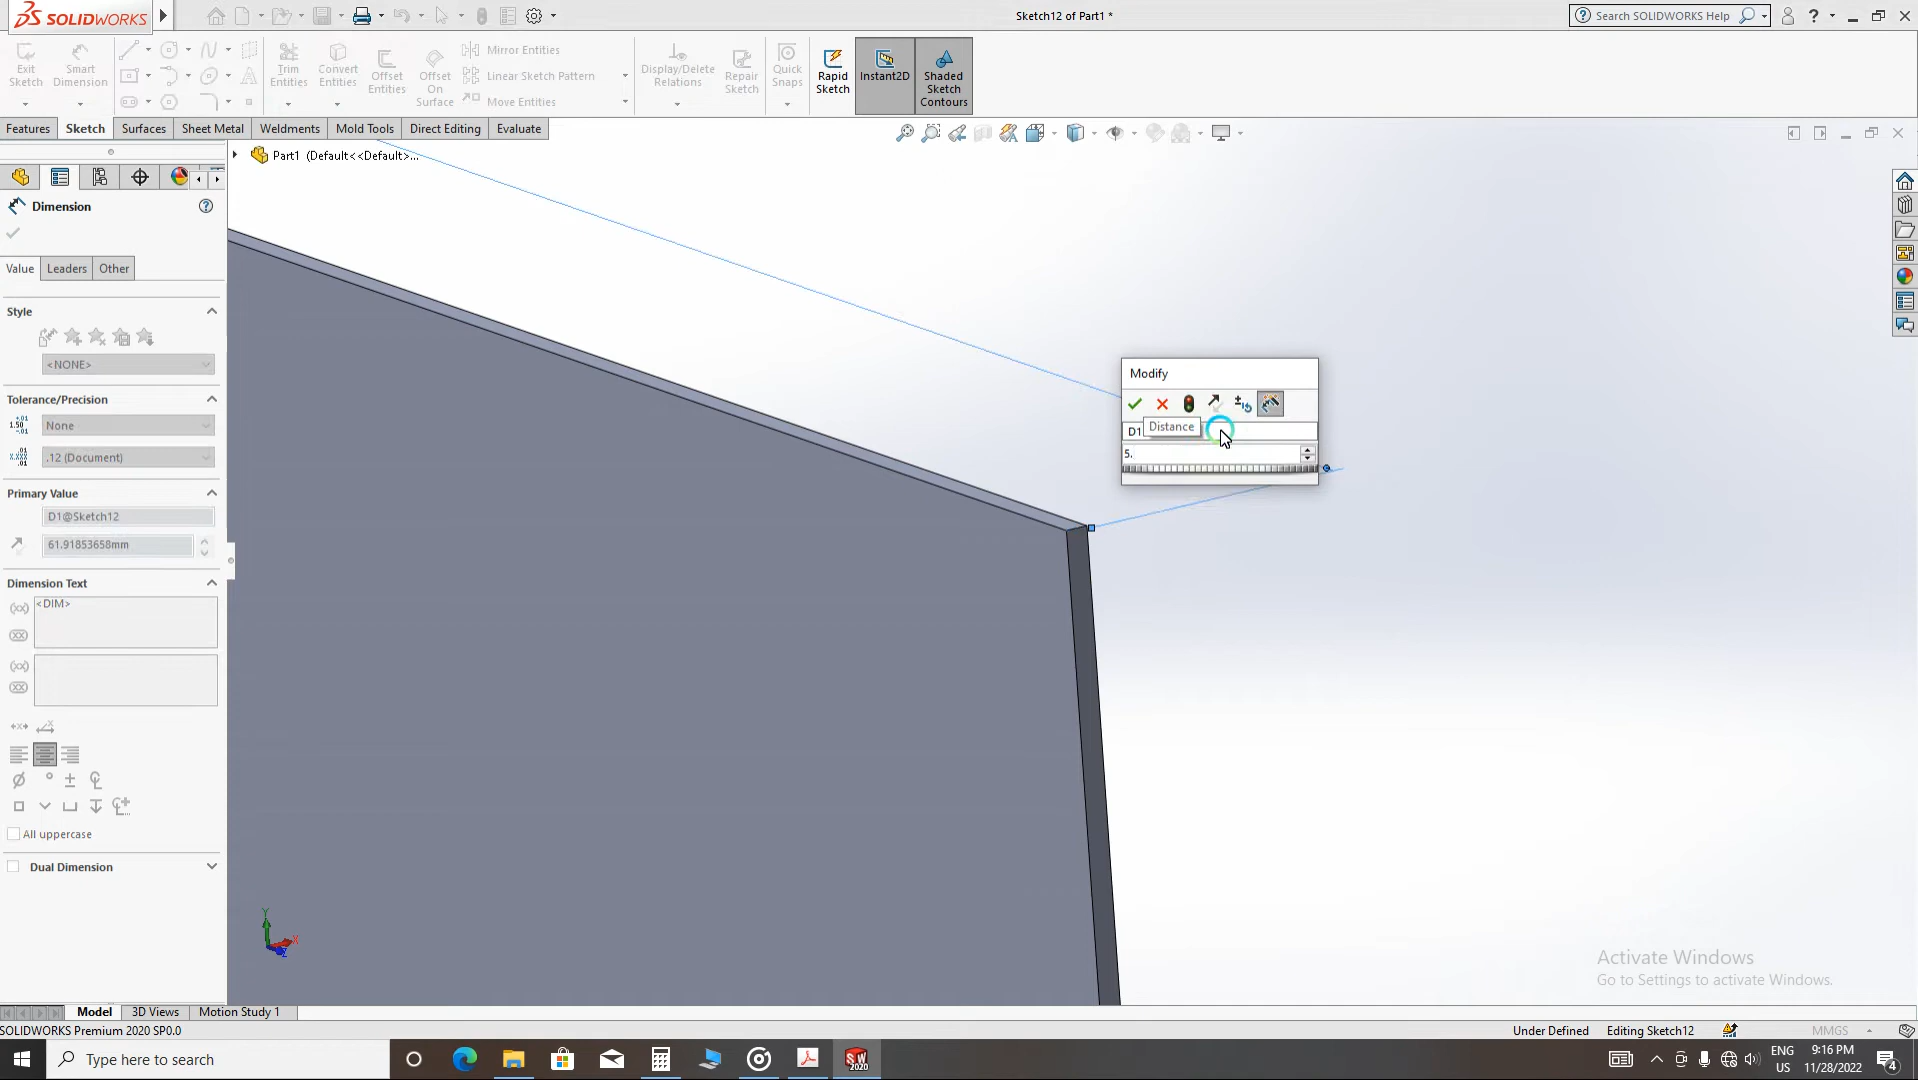 SOLIDWORKS
Sketch12 of Part1 *
Search SOLIDWORKS Help
Exit Sketch
Smart Dimension
Trim Entities
Convert Entities
Offset Entities
Offset On Surface
Mirror Entities
Linear Sketch Pattern
Move Entities
Display/Delete Relations
Repair Sketch
Quick Snaps
Rapid Sketch
Instant2D
Shaded Sketch Contours
Features
Sketch
Surfaces
Sheet Metal
Weldments
Mold Tools
Direct Editing
Evaluate
Part1 (Default<<Default>...
Dimension
Value
Leaders
Other
Style
<NONE>
Tolerance/Precision
None
.12 (Document)
Primary Value
D1@Sketch12
61.91853658mm
Dimension Text
<DIM>
All uppercase
Dual Dimension
Modify
D1
Distance
5.
Y
X
Z
Activate Windows
Go to Settings to activate Windows.
Model
3D Views
Motion Study 1
SOLIDWORKS Premium 2020 SP0.0
Under Defined
Editing Sketch12
MMGS
Type here to search
ENG
US
9:16 PM
11/28/2022
4